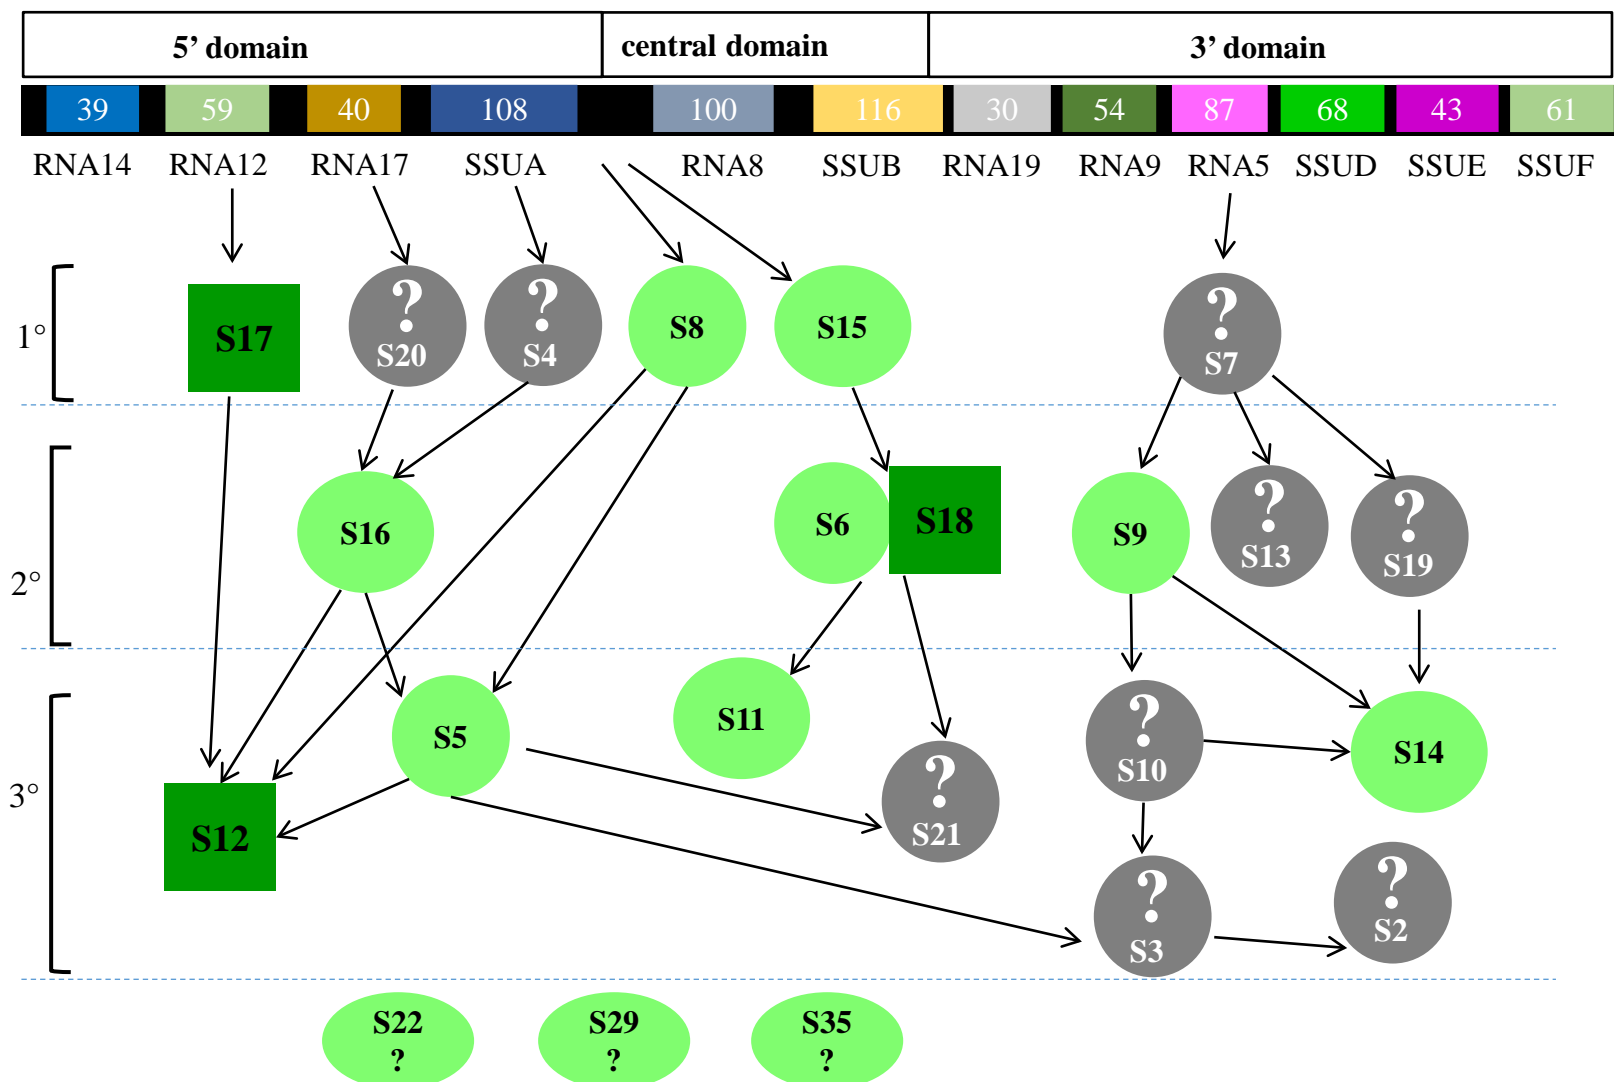 5' domain central domain 3' domain
39 59 40 108 100 116 30 54 87 68 43 61
RNA14 RNA12 RNA17 SSUA RNA8 SSUB RNA19 RNA9 RNA5 SSUD SSUE SSUF
1°
S17
?
S20
?
S4
S8
S15
?
S7
2°
S16
S6
S18
S9
?
S13
?
S19
3°
S12
S5
S11
?
S21
?
S10
S14
?
S3
?
S2
S22
?
S29
?
S35
?